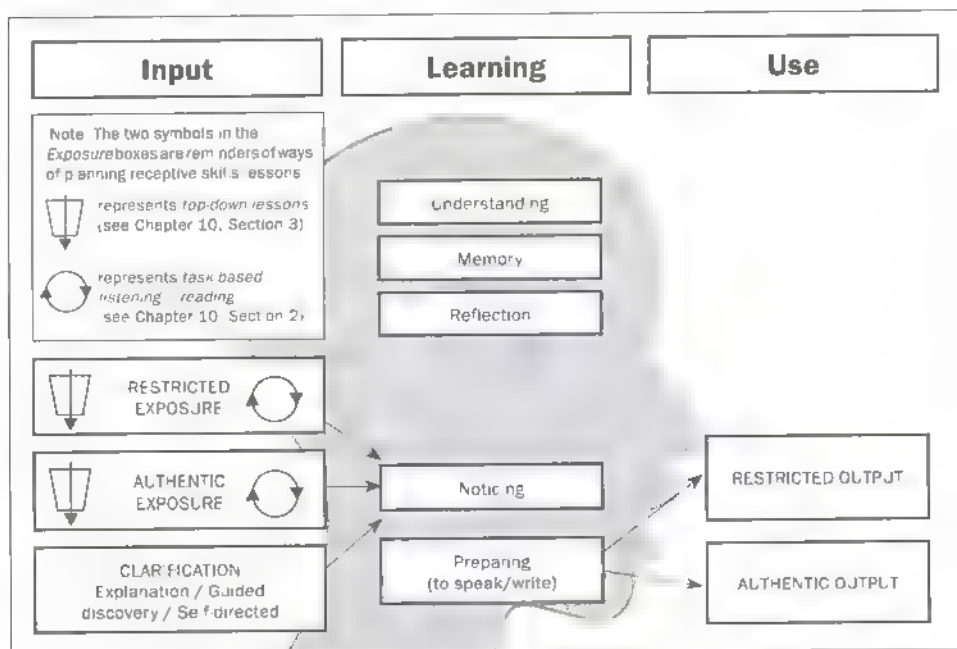 Input
Learning
Use
Note The two symbols in the
Exposure boxes are reminders of ways
of planning receptive skills lessons
represents top-down lessons
(see Chapter 10, Section 3)
represents task based
listening reading
see Chapter 10 Section 2)
Understanding
Memory
Reflection
RESTRICTED
EXPOSURE
AUTHENTIC
EXPOSURE
CLARIFICATION
Explanation / Guided
discovery / Self-directed
Noticing
Preparing
(to speak/write)
RESTRICTED OUTPUT
AUTHENTIC OUTPUT